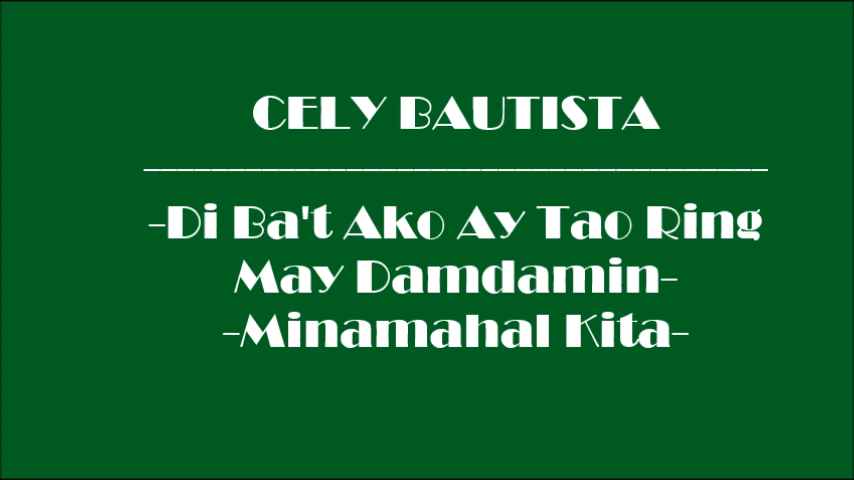 CELY BAUTISTA
-Di Ba't Ako Ay Tao Ring
May Damdamin-
-Minamahal Kita-